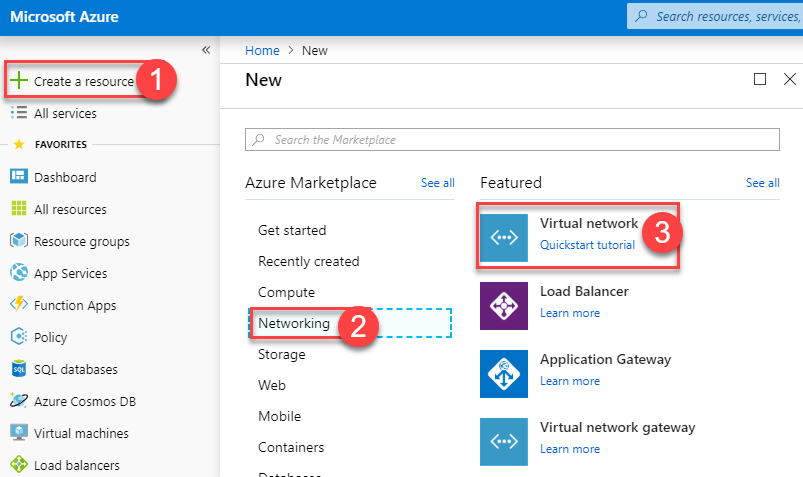 Microsoft Azure
Search resources, services,
«
Home > New
Create a resource
1
All services
FAVORITES
Dashboard
All resources
Resource groups
App Services
Function Apps
Policy
SQL databases
Azure Cosmos DB
Virtual machines
Load balancers
New
Search the Marketplace
Azure Marketplace
See all
Get started
Recently created
Compute
Networking
2
Storage
Web
Mobile
Containers
Databases
Featured
See all
Virtual network
Quickstart tutorial
3
Load Balancer
Learn more
Application Gateway
Learn more
Virtual network gateway
Learn more